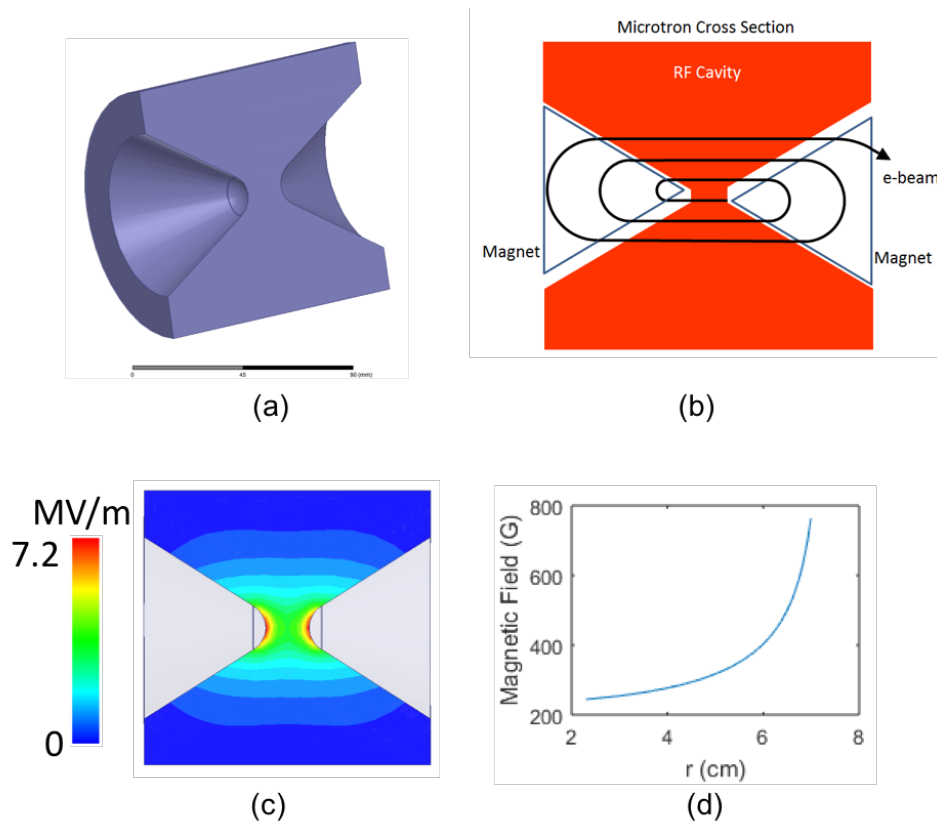 0
45
90 (mm)
(a)
Microtron Cross Section
RF Cavity
e-beam
Magnet
Magnet
(b)
MV/m
7.2
0
(c)
Magnetic Field (G)
800
600
400
200
2
4
6
8
r (cm)
(d)